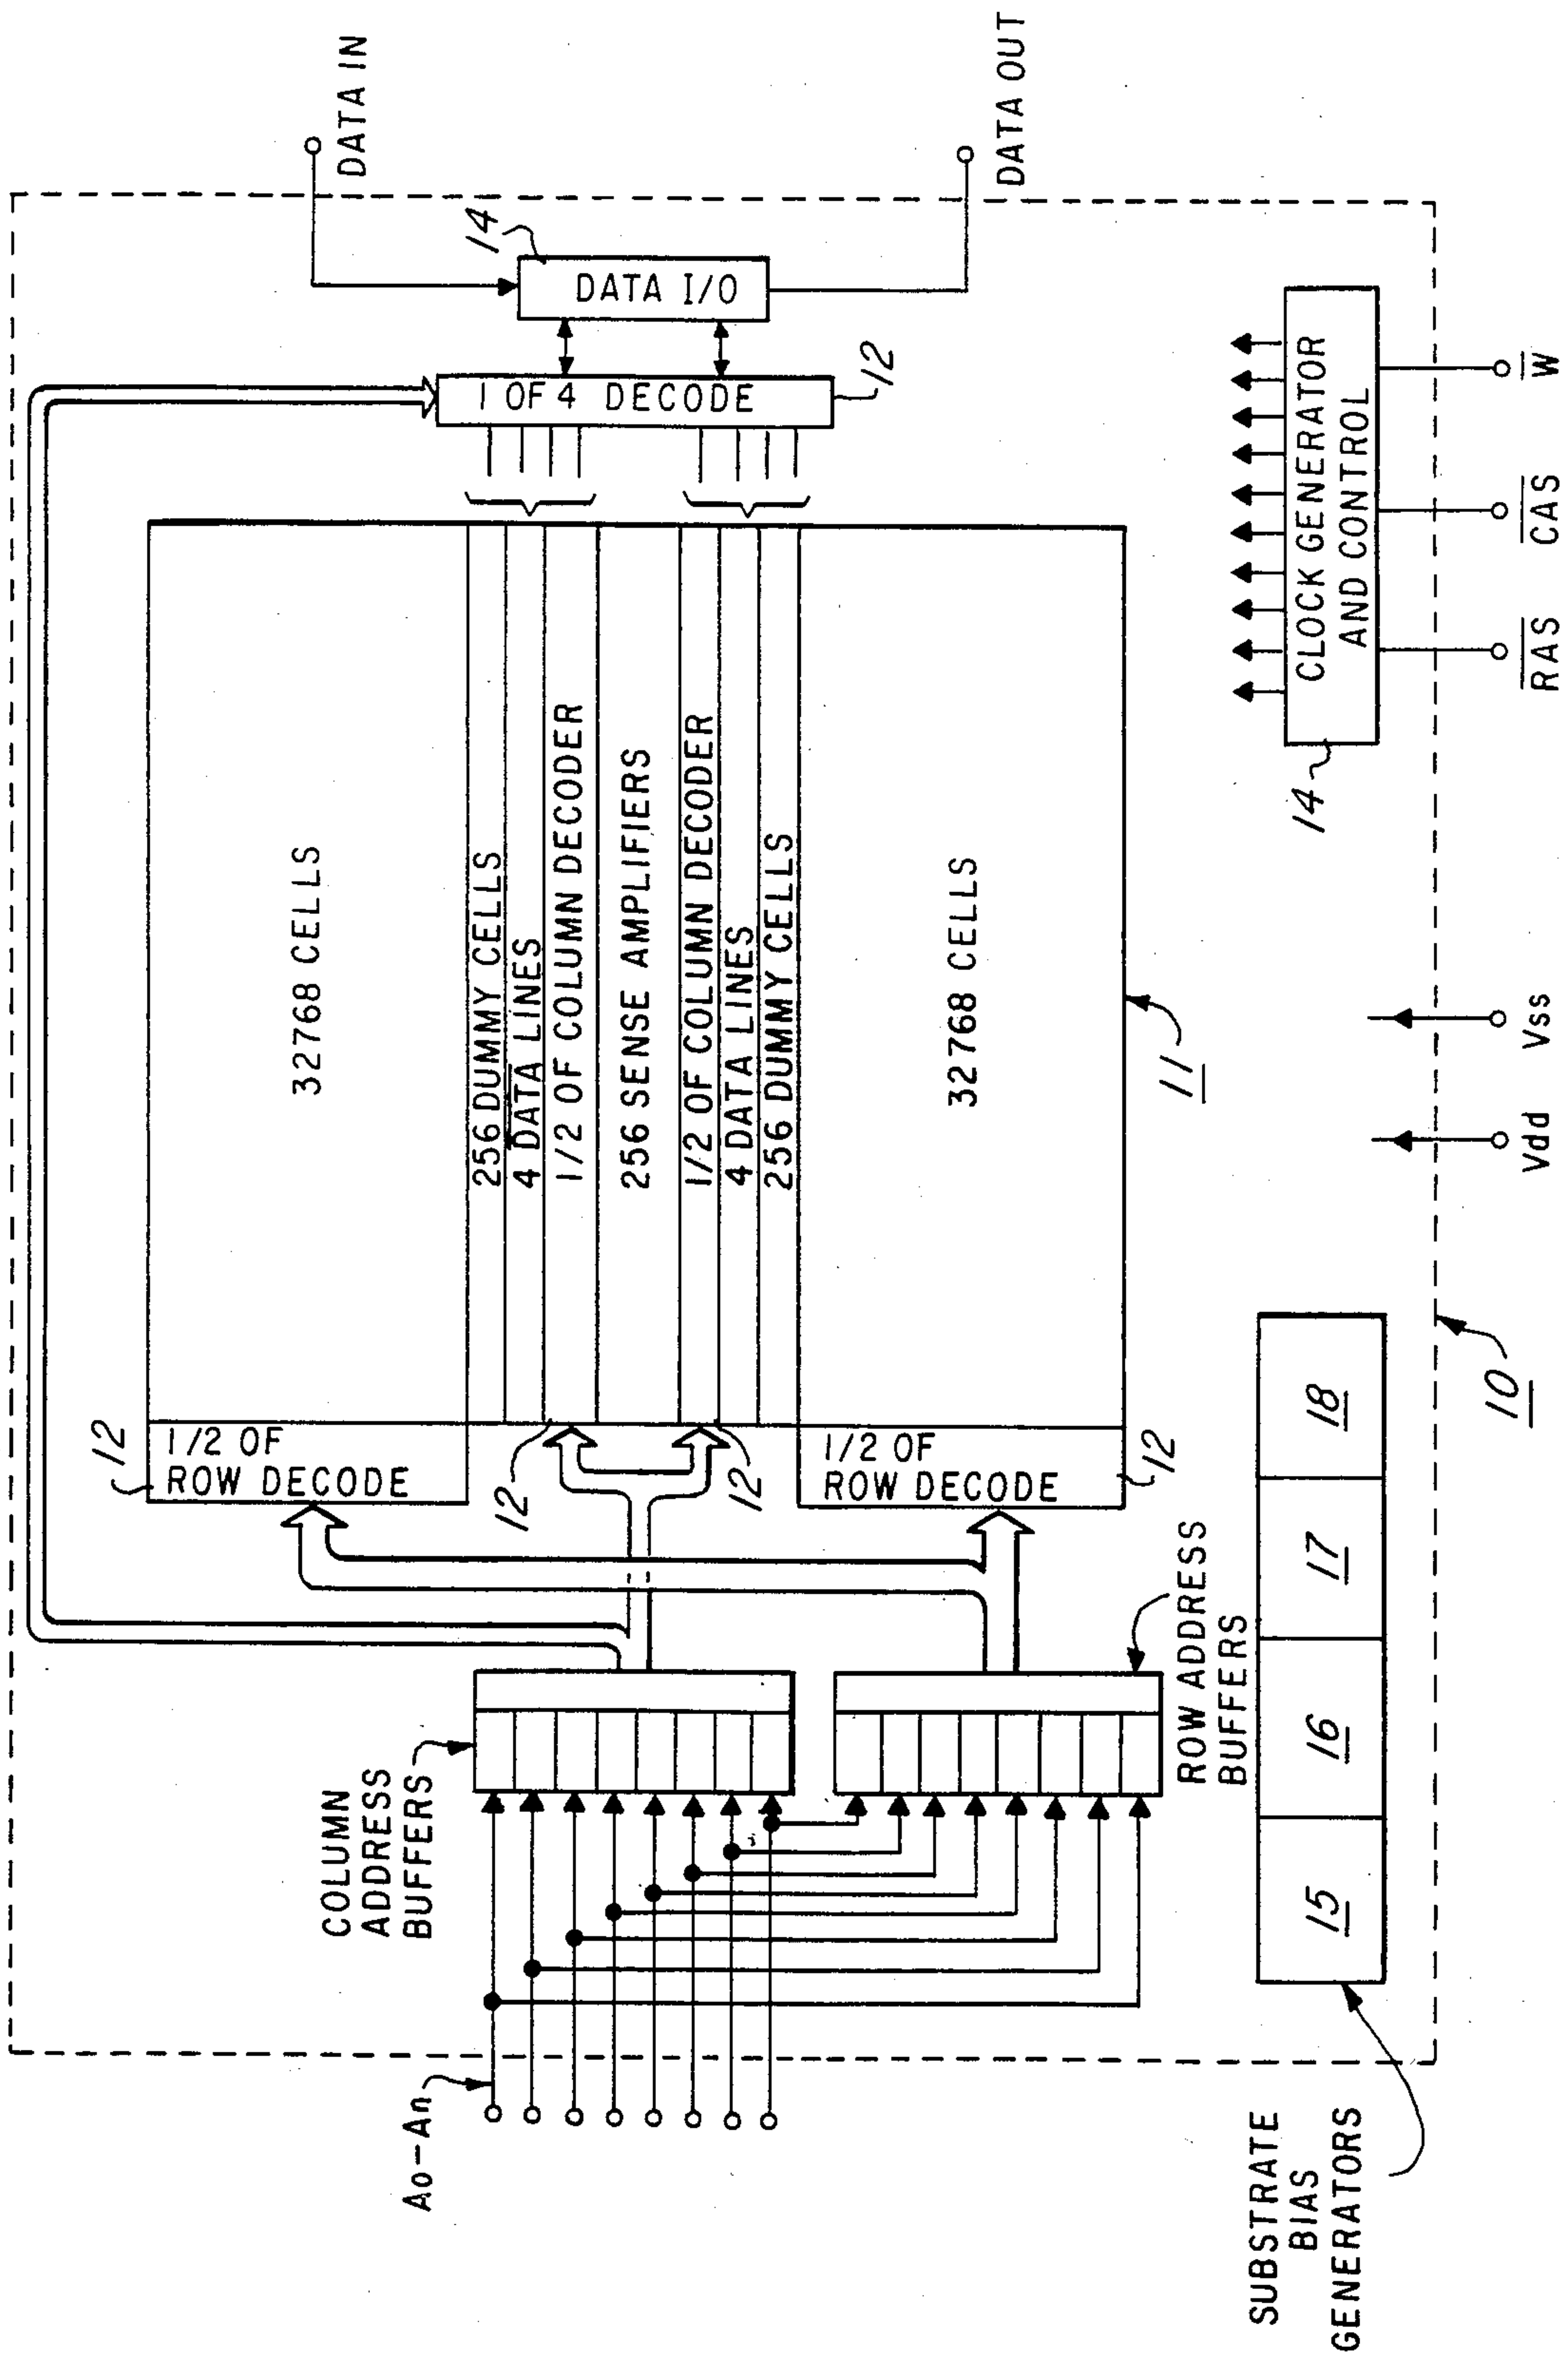 DATA IN
DATA OUT
14
DATA I/O
1 OF 4 DECODE
12
32768 CELLS
256 DUMMY CELLS
4 DATA LINES
1/2 OF COLUMN DECODER
256 SENSE AMPLIFIERS
1/2 OF COLUMN DECODER
4 DATA LINES
256 DUMMY CELLS
32768 CELLS
11
12
1/2 OF
ROW DECODE
12
12
1/2 OF
ROW DECODE
12
COLUMN
ADDRESS
BUFFERS
ROW ADDRESS
BUFFERS
Ao-An
CLOCK GENERATOR
AND CONTROL
14
RAS
CAS
W
Vdd
Vss
10
15
16
17
18
SUBSTRATE
BIAS
GENERATORS